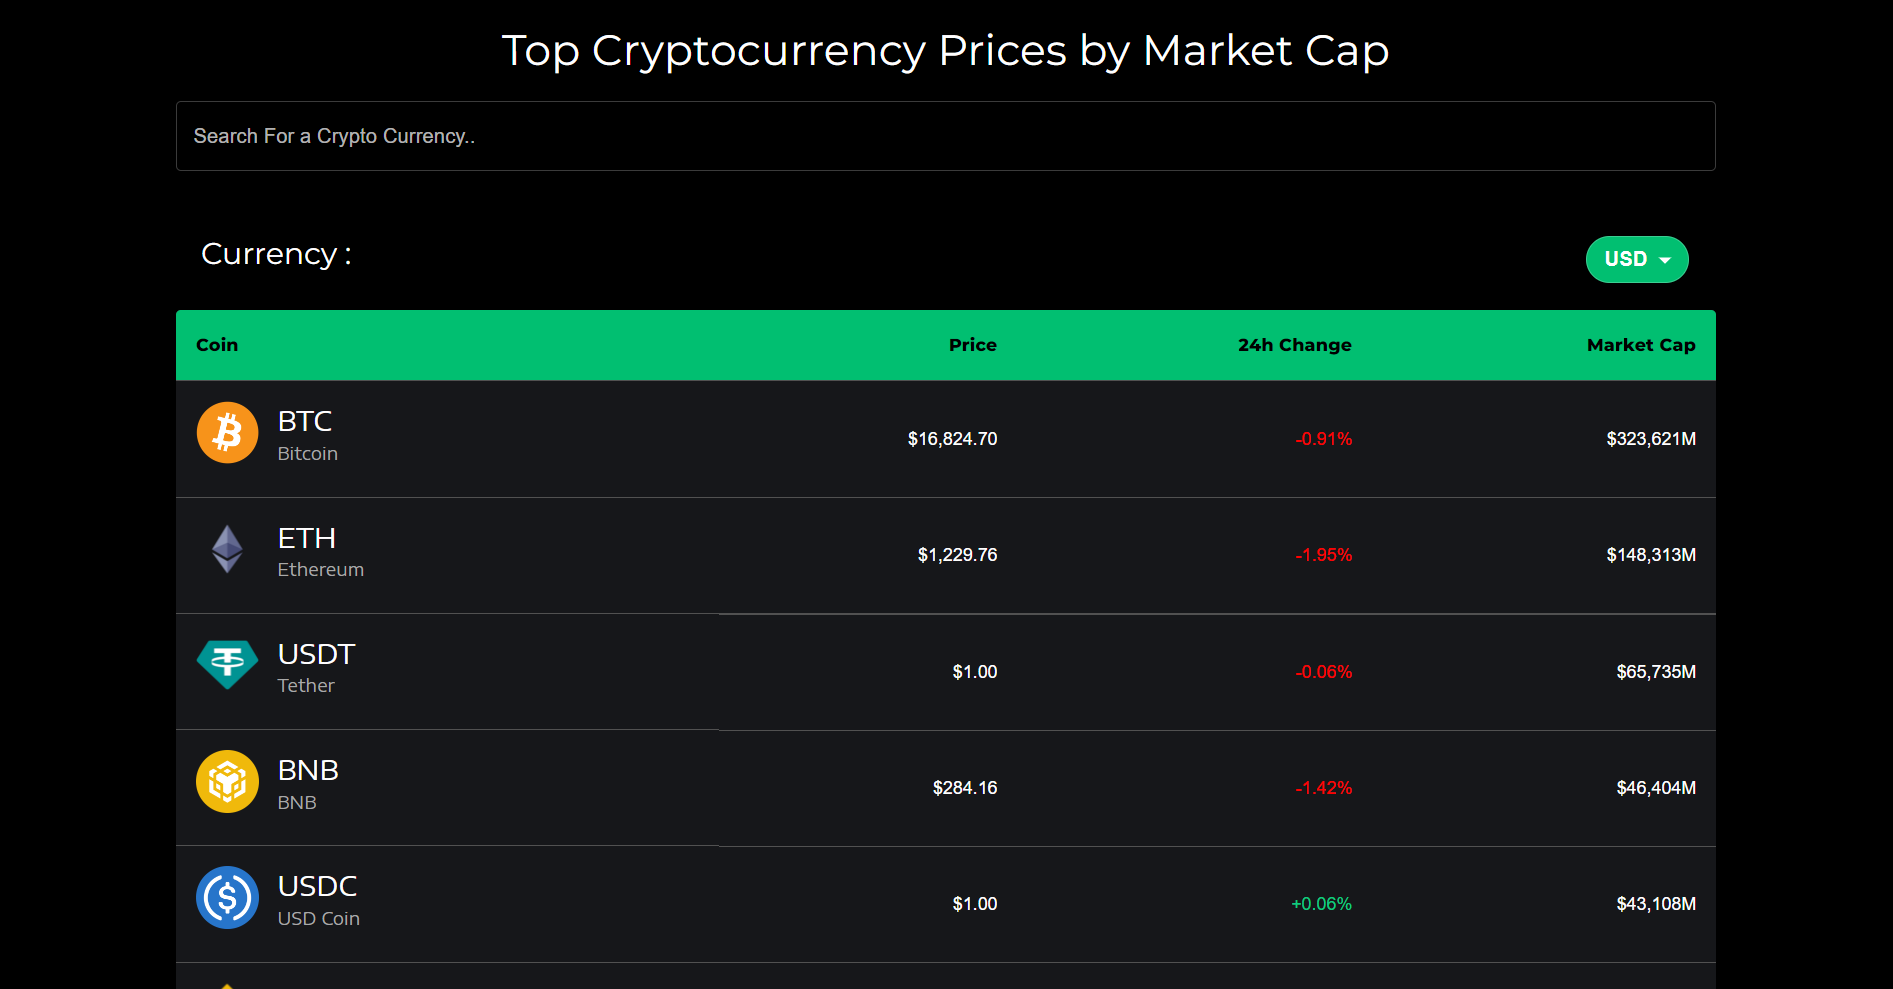 Top Cryptocurrency Prices by Market Cap
Search For a Crypto Currency..
Currency :
USD
Coin Price 24h Change Market Cap
BTC
Bitcoin
$16,824.70 -0.91% $323,621M
ETH
Ethereum
$1,229.76 -1.95% $148,313M
USDT
Tether
$1.00 -0.06% $65,735M
BNB
BNB
$284.16 -1.42% $46,404M
USDC
USD Coin
$1.00 +0.06% $43,108M